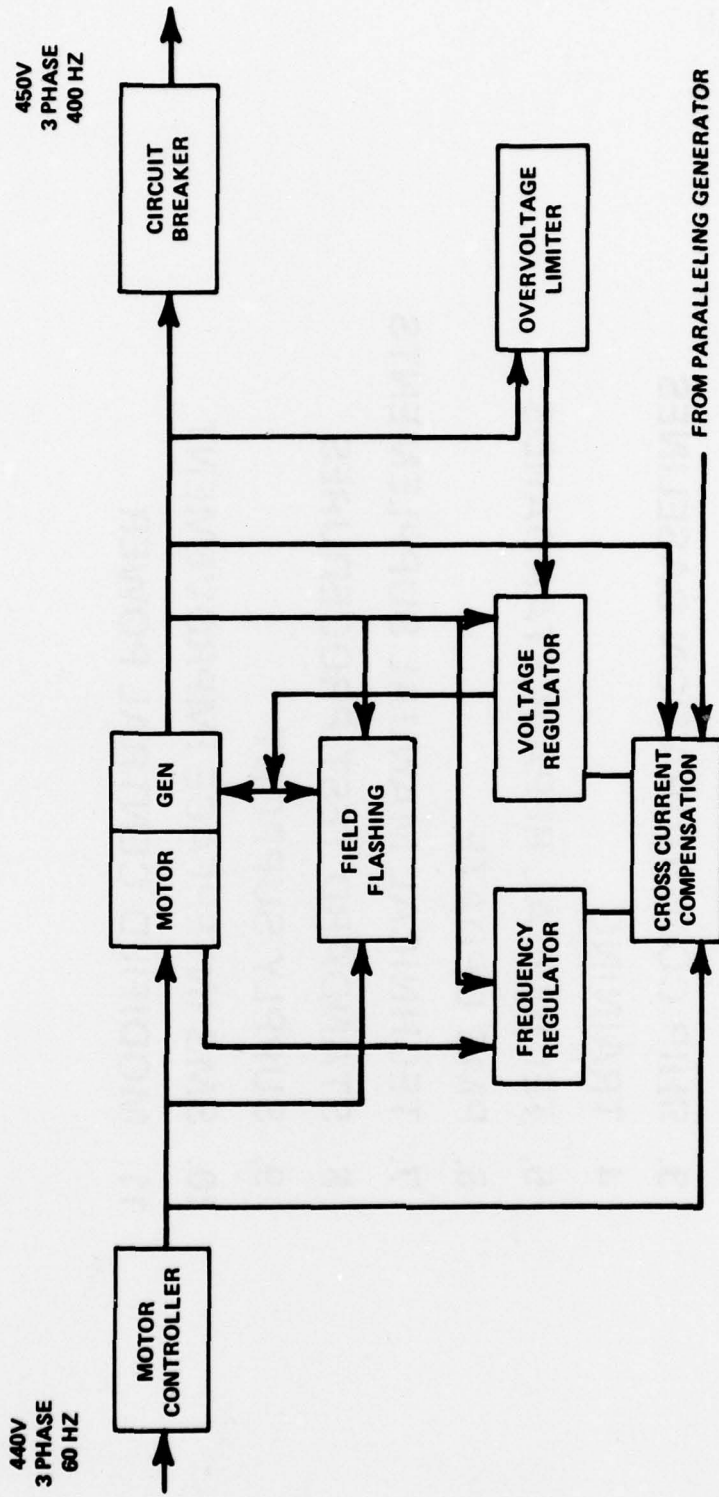 440V
3 PHASE
60 HZ
MOTOR
CONTROLLER
MOTOR
GEN
CIRCUIT
BREAKER
450V
3 PHASE
400 HZ
FIELD
FLASHING
OVERVOLTAGE
LIMITER
FREQUENCY
REGULATOR
VOLTAGE
REGULATOR
CROSS CURRENT
COMPENSATION
FROM PARALLELING GENERATOR